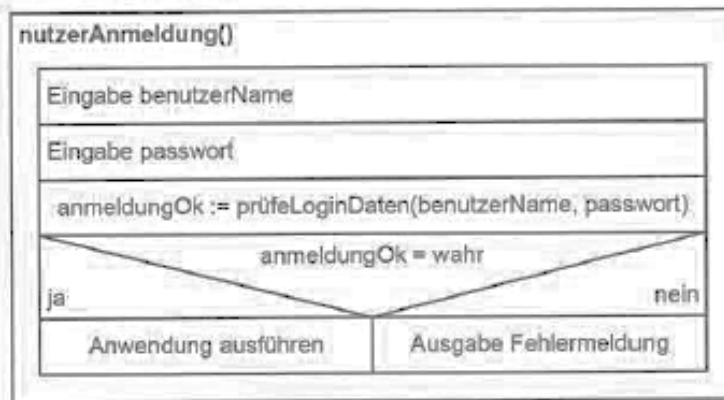 nutzerAnmeldung()
Eingabe benutzerName
Eingabe passwort
anmeldungOk := prüfeLoginDaten(benutzerName, passwort)
anmeldungOk = wahr
ja nein
Anwendung ausführen Ausgabe Fehlermeldung